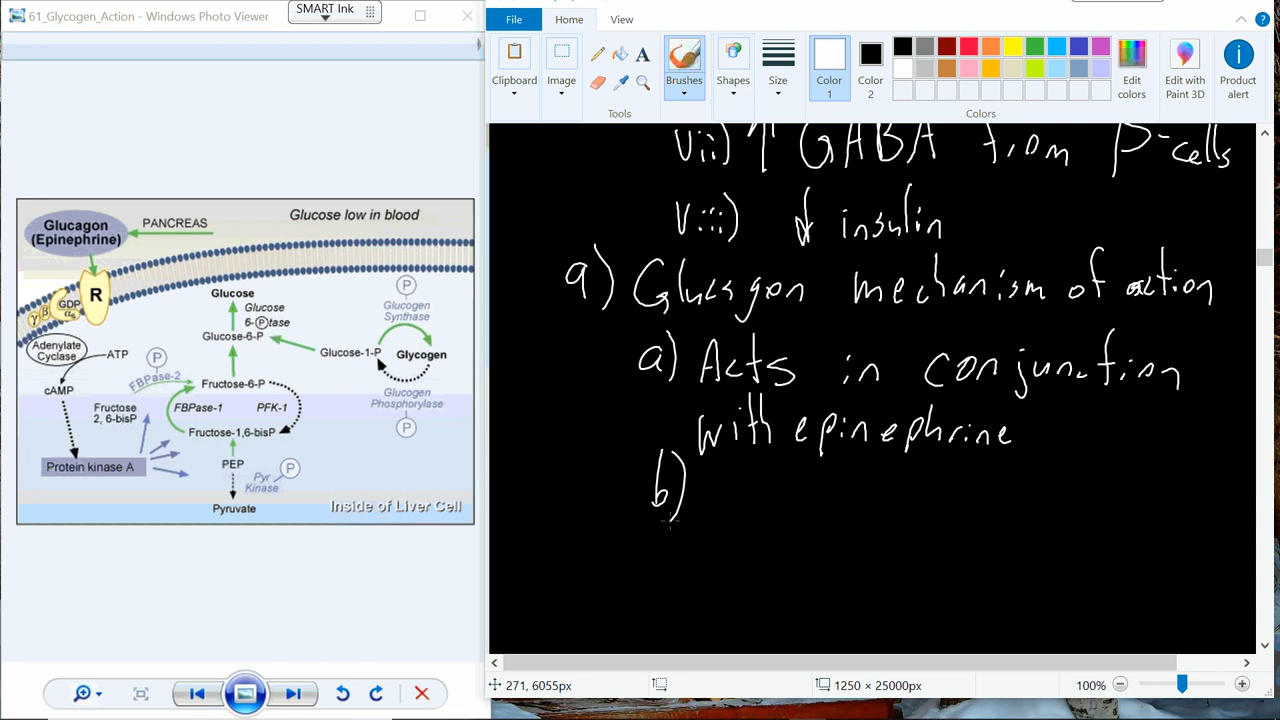 61_Glycogen_Action - Windows Photo Viewer
SMART Ink
Glucagon
(Epinephrine)
PANCREAS
Glucose low in blood
R
GDP
γ β αs
Adenylate
Cyclase
ATP
cAMP
P
FBPase-2
Fructose
2, 6-bisP
Protein kinase A
Glucose
Glucose
6-Ptase
Glucose-6-P
Fructose-6-P
FBPase-1
PFK-1
Fructose-1,6-bisP
PEP
Pyr
Kinase
P
Pyruvate
Glucose-1-P
P
Glucogen
Synthase
Glycogen
Glucogen
Phosphorylase
P
Inside of Liver Cell
File
Home
View
Clipboard
Image
Tools
Brushes
Shapes
Size
Color
1
Color
2
Edit
colors
Edit with
Paint 3D
Product
alert
Colors
vii) ↑ GABA from β-cells
viii) ↓ insulin
9) Glucagon mechanism of action
a) Acts in conjunction
with epinephrine
b)
271, 6055px
1250 × 25000px
100%